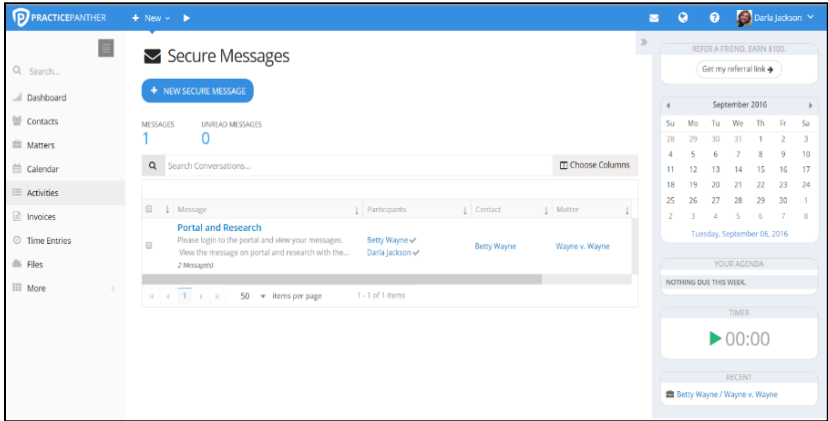 PRACTICEPANTHER
+ New
Darla Jackson
Search...
Dashboard
Contacts
Matters
Calendar
Activities
Invoices
Time Entries
Files
More
Secure Messages
+ NEW SECURE MESSAGE
MESSAGES UNREAD MESSAGES
1 0
Search Conversations...
Choose Columns
Message Participants Contact Matter
Portal and Research
Please login to the portal and view your messages.
View the message on portal and research with the...
2 Message(s)
Betty Wayne
Darla Jackson
Betty Wayne
Wayne v. Wayne
1 50 items per page 1 - 1 of 1 items
REFER A FRIEND. EARN $100.
Get my referral link
September 2016
Su Mo Tu We Th Fr Sa
28 29 30 31 1 2 3
4 5 6 7 8 9 10
11 12 13 14 15 16 17
18 19 20 21 22 23 24
25 26 27 28 29 30 1
2 3 4 5 6 7 8
Tuesday, September 06, 2016
YOUR AGENDA
NOTHING DUE THIS WEEK.
TIMER
00:00
RECENT
Betty Wayne / Wayne v. Wayne